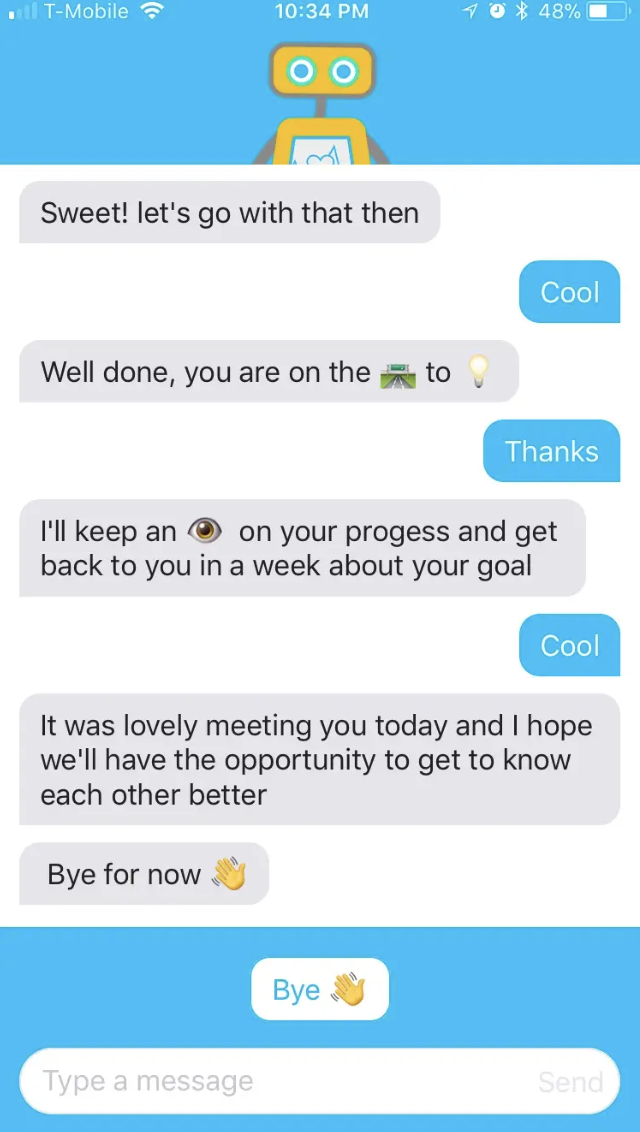 T-Mobile 10:34 PM 48%
Sweet! let's go with that then
Cool
Well done, you are on the 🛣️ to 💡
Thanks
I'll keep an 👁️ on your progess and get
back to you in a week about your goal
Cool
It was lovely meeting you today and I hope
we'll have the opportunity to get to know
each other better
Bye for now 👋
Bye 👋
Type a message Send